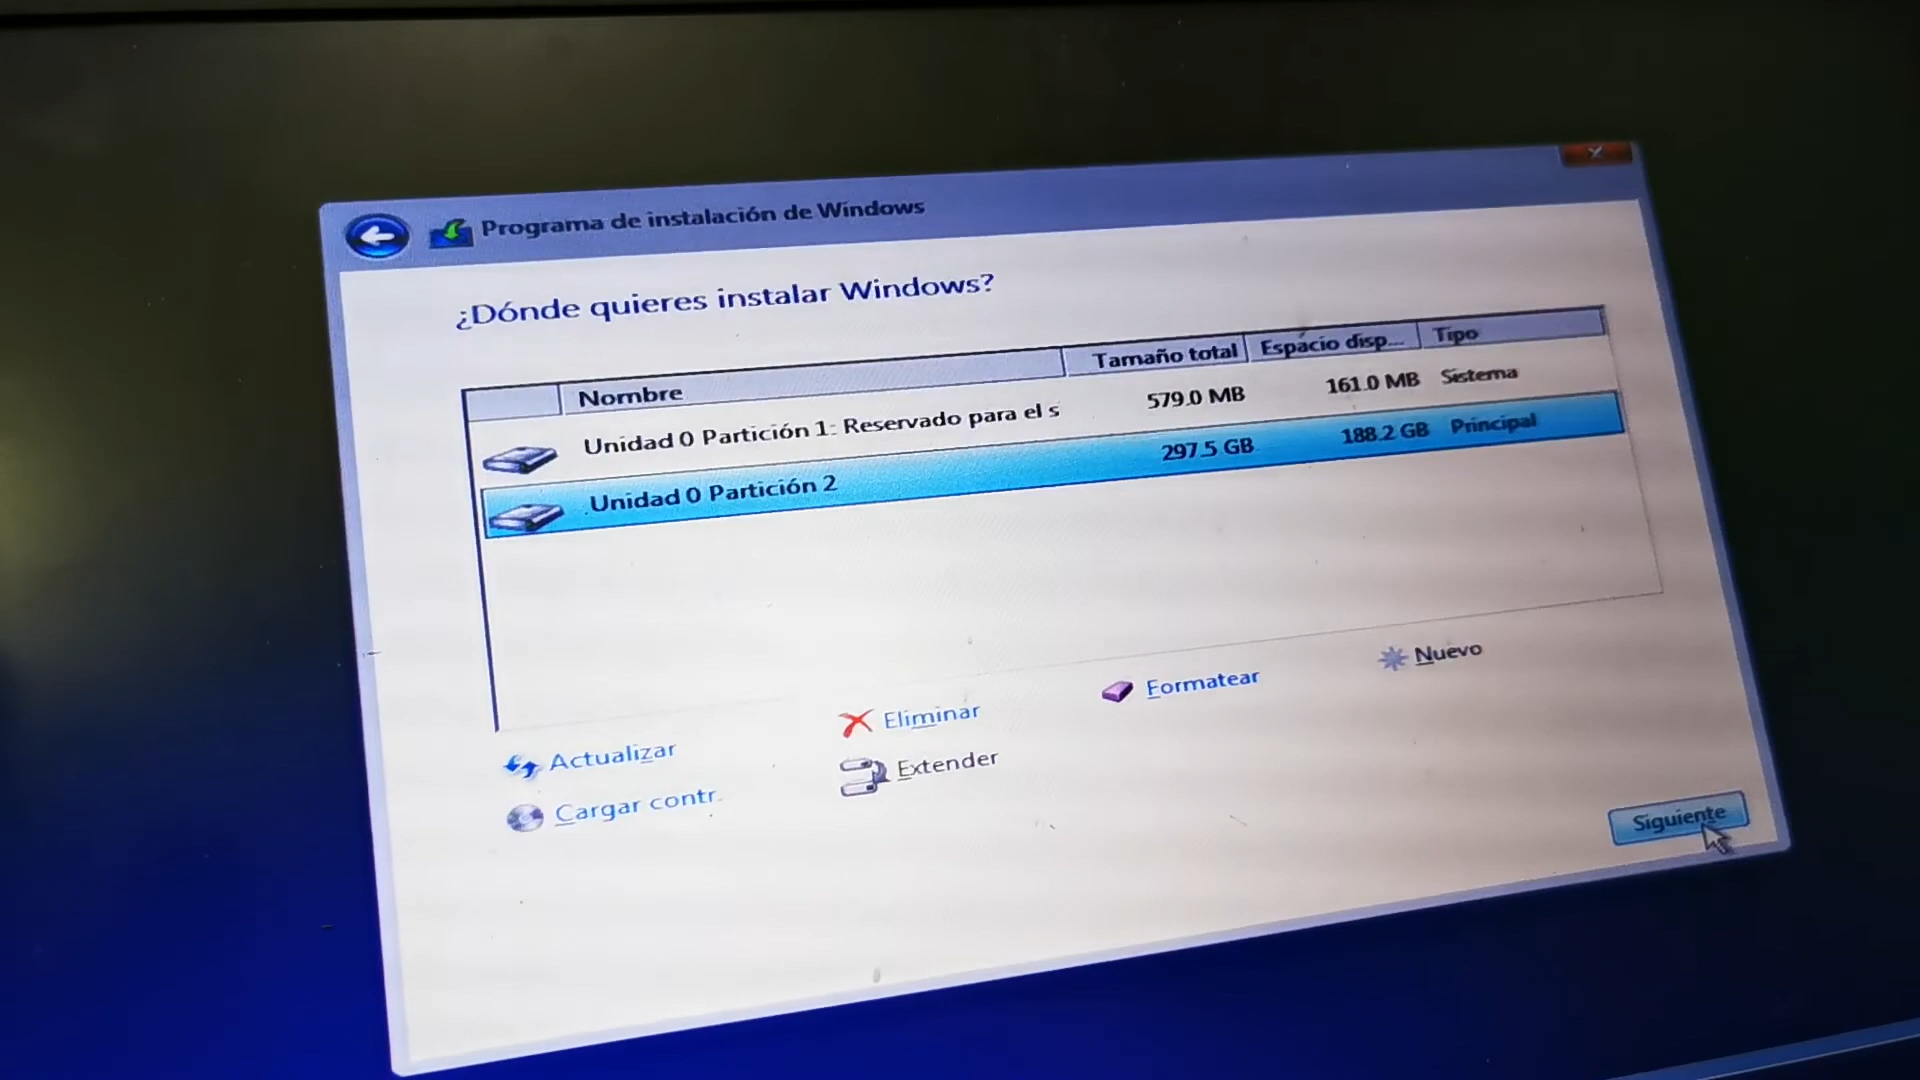 Programa de instalación de Windows
¿Dónde quieres instalar Windows?
Nombre Tamaño total Espacio disp... Tipo
Unidad 0 Partición 1: Reservado para el s 579.0 MB 161.0 MB Sistema
Unidad 0 Partición 2 297.5 GB 188.2 GB Principal
Actualizar Eliminar Formatear Nuevo
Cargar contr. Extender
Siguiente